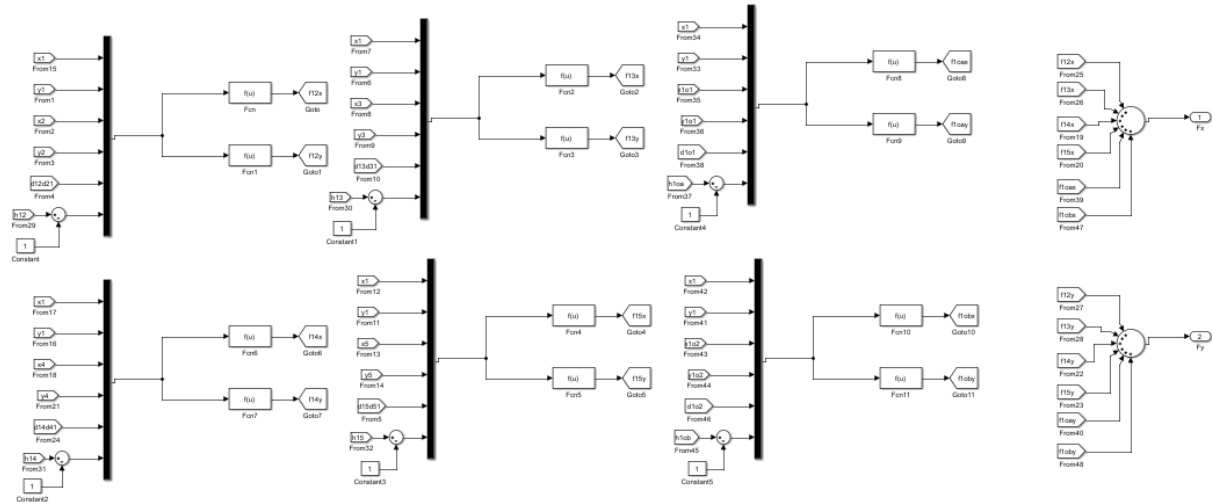 x1
From15
y1
From1
x2
From2
y2
From3
d12d21
From4
h12
From29
1
Constant
f(u)
Fcn
f12x
Goto
f(u)
Fcn1
f12y
Goto1
x1
From7
y1
From6
x3
From8
y3
From9
d13d31
From10
h13
From30
1
Constant1
f(u)
Fcn2
f13x
Goto2
f(u)
Fcn3
f13y
Goto3
x1
From34
y1
From33
x1o1
From35
y1o1
From36
d1o1
From38
h1oa
From37
1
Constant4
f(u)
Fcn8
f1oax
Goto8
f(u)
Fcn9
f1oay
Goto9
f12x
From25
f13x
From26
f14x
From19
f15x
From20
f1oax
From39
f1obx
From47
1
Fx
x1
From17
y1
From16
x4
From18
y4
From21
d14d41
From24
h14
From31
1
Constant2
f(u)
Fcn6
f14x
Goto6
f(u)
Fcn7
f14y
Goto7
x1
From12
y1
From11
x5
From13
y5
From14
d15d51
From5
h15
From32
1
Constant3
f(u)
Fcn4
f15x
Goto4
f(u)
Fcn5
f15y
Goto5
x1
From42
y1
From41
x1o2
From43
y1o2
From44
d1o2
From46
h1ob
From45
1
Constant5
f(u)
Fcn10
f1obx
Goto10
f(u)
Fcn11
f1oby
Goto11
f12y
From27
f13y
From28
f14y
From22
f15y
From23
f1oay
From40
f1oby
From48
2
Fy